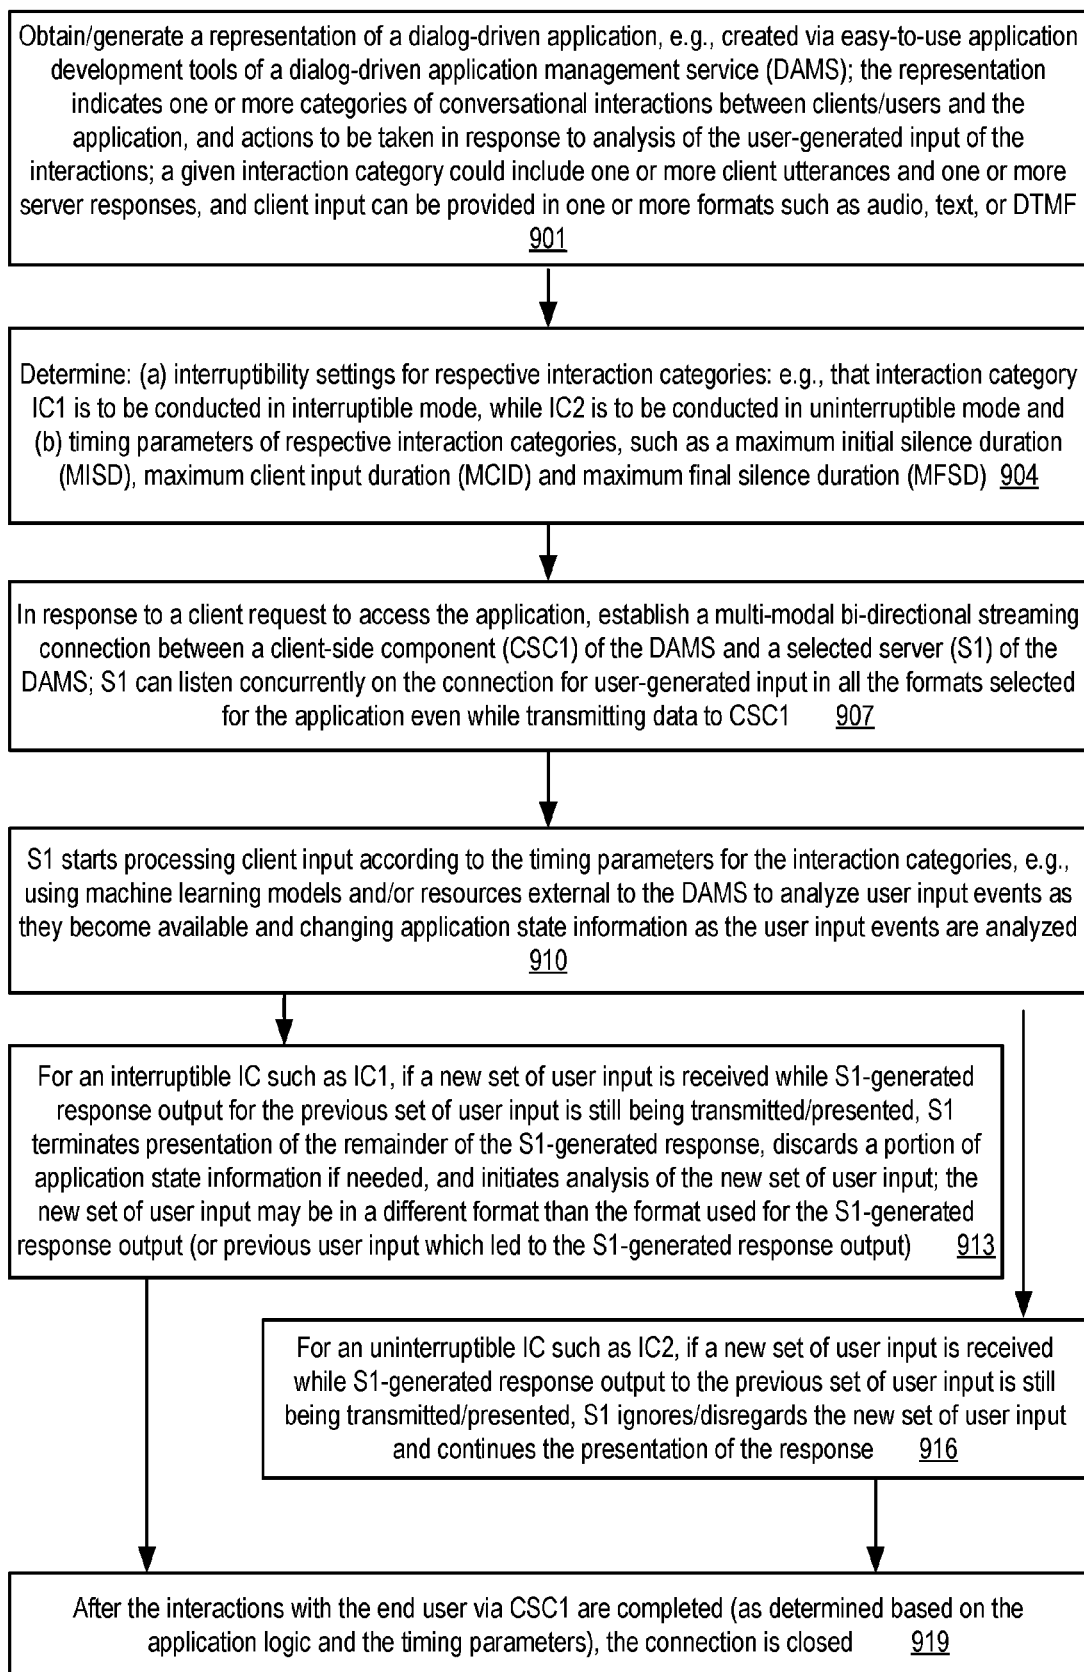 Obtain/generate a representation of a dialog-driven application, e.g., created via easy-to-use application
development tools of a dialog-driven application management service (DAMS); the representation
indicates one or more categories of conversational interactions between clients/users and the
application, and actions to be taken in response to analysis of the user-generated input of the
interactions; a given interaction category could include one or more client utterances and one or more
server responses, and client input can be provided in one or more formats such as audio, text, or DTMF
901
Determine: (a) interruptibility settings for respective interaction categories: e.g., that interaction category
IC1 is to be conducted in interruptible mode, while IC2 is to be conducted in uninterruptible mode and
(b) timing parameters of respective interaction categories, such as a maximum initial silence duration
(MISD), maximum client input duration (MCID) and maximum final silence duration (MFSD) 904
In response to a client request to access the application, establish a multi-modal bi-directional streaming
connection between a client-side component (CSC1) of the DAMS and a selected server (S1) of the
DAMS; S1 can listen concurrently on the connection for user-generated input in all the formats selected
for the application even while transmitting data to CSC1 907
S1 starts processing client input according to the timing parameters for the interaction categories, e.g.,
using machine learning models and/or resources external to the DAMS to analyze user input events as
they become available and changing application state information as the user input events are analyzed
910
For an interruptible IC such as IC1, if a new set of user input is received while S1-generated
response output for the previous set of user input is still being transmitted/presented, S1
terminates presentation of the remainder of the S1-generated response, discards a portion of
application state information if needed, and initiates analysis of the new set of user input; the
new set of user input may be in a different format than the format used for the S1-generated
response output (or previous user input which led to the S1-generated response output) 913
For an uninterruptible IC such as IC2, if a new set of user input is received
while S1-generated response output to the previous set of user input is still
being transmitted/presented, S1 ignores/disregards the new set of user input
and continues the presentation of the response 916
After the interactions with the end user via CSC1 are completed (as determined based on the
application logic and the timing parameters), the connection is closed 919